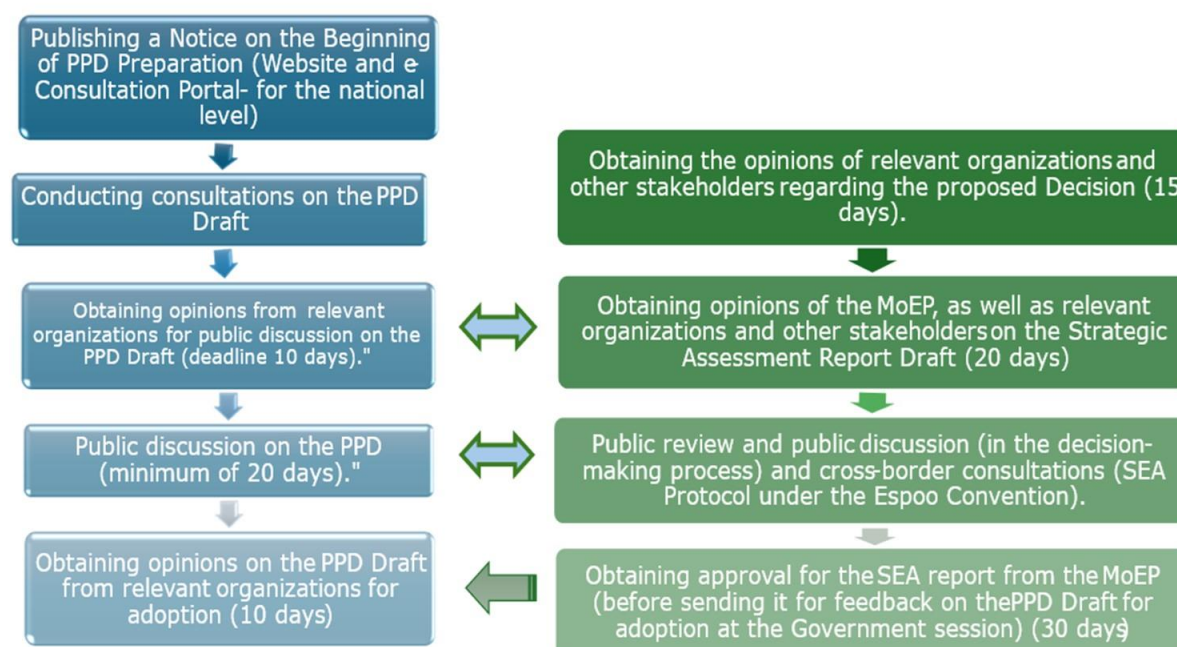 Publishing a Notice on the Beginning
of PPD Preparation (Website and e-
Consultation Portal- for the national
level)
Conducting consultations on the PPD
Draft
Obtaining opinions from relevant
organizations for public discussion on the
PPD Draft (deadline 10 days)."
Public discussion on the PPD
(minimum of 20 days)."
Obtaining opinions on the PPD Draft
from relevant organizations for
adoption (10 days)
Obtaining the opinions of relevant organizations and
other stakeholders regarding the proposed Decision (15
days).
Obtaining opinions of the MoEP, as well as relevant
organizations and other stakeholders on the Strategic
Assessment Report Draft (20 days)
Public review and public discussion (in the decision-
making process) and cross-border consultations (SEA
Protocol under the Espoo Convention).
Obtaining approval for the SEA report from the MoEP
(before sending it for feedback on the PPD Draft for
adoption at the Government session) (30 days)